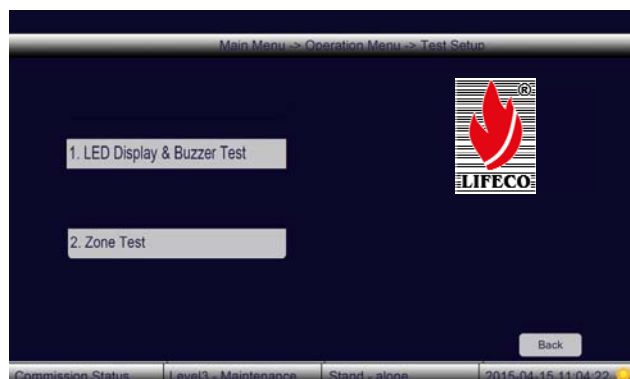 Main Menu -> Operation Menu -> Test Setup
®
1. LED Display & Buzzer Test
LIFECO
2. Zone Test
Back
Commission Status Level3 - Maintenance Stand - alone 2015-04-15 11:04:22